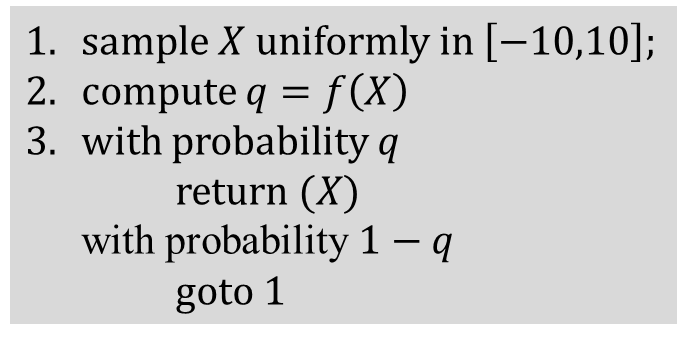 1. sample X uniformly in [−10,10];
2. compute q = f(X)
3. with probability q
return (X)
with probability 1 − q
goto 1